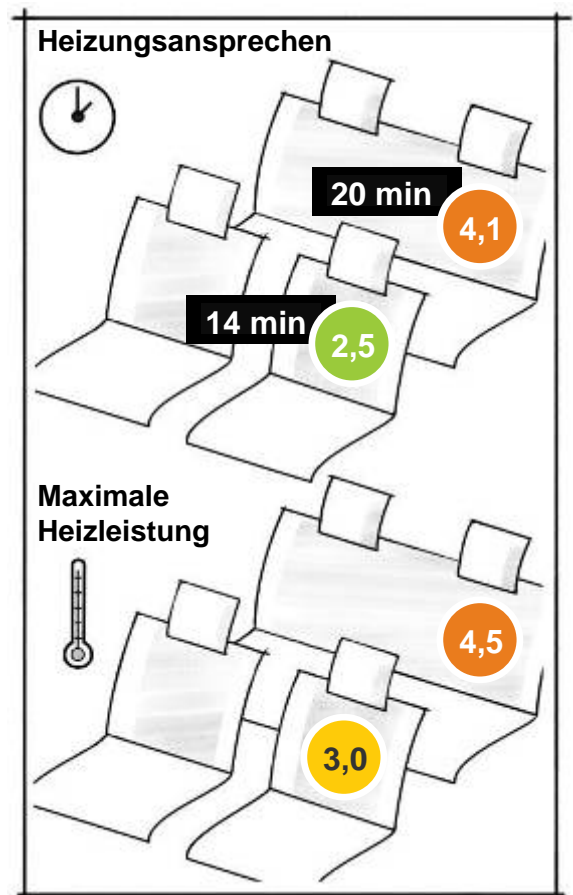 Heizungsansprechen
20 min
4,1
14 min
2,5
Maximale
Heizleistung
4,5
3,0